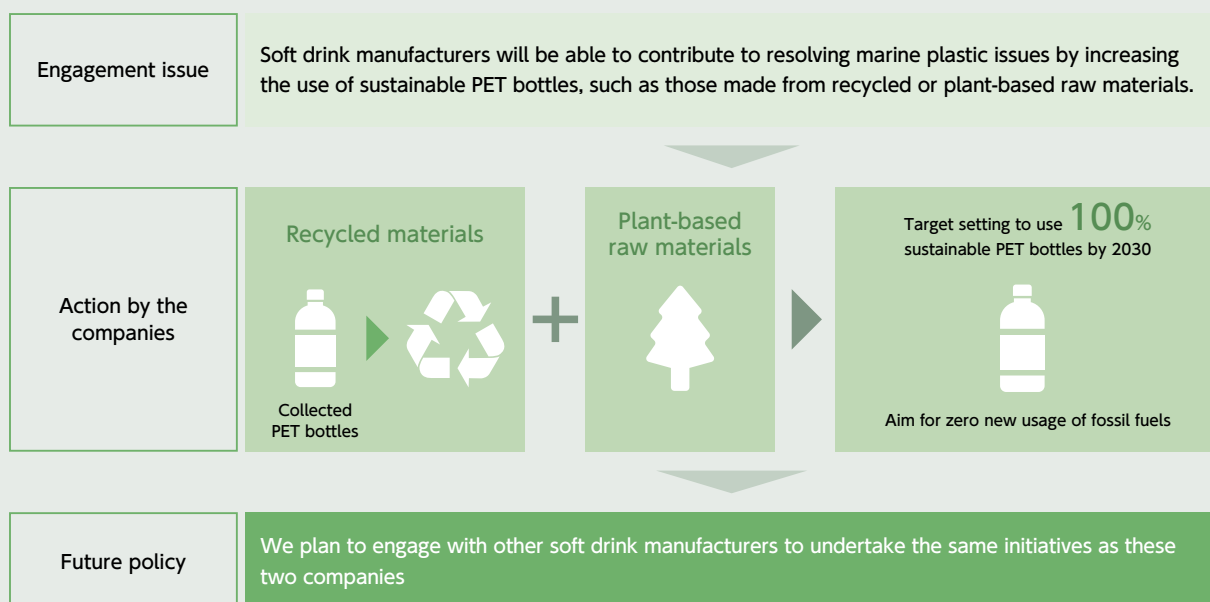 Engagement issue
Soft drink manufacturers will be able to contribute to resolving marine plastic issues by increasing
the use of sustainable PET bottles, such as those made from recycled or plant-based raw materials.
Action by the
companies
Recycled materials
Collected
PET bottles
Plant-based
raw materials
Target setting to use 100%
sustainable PET bottles by 2030
Aim for zero new usage of fossil fuels
Future policy
We plan to engage with other soft drink manufacturers to undertake the same initiatives as these
two companies